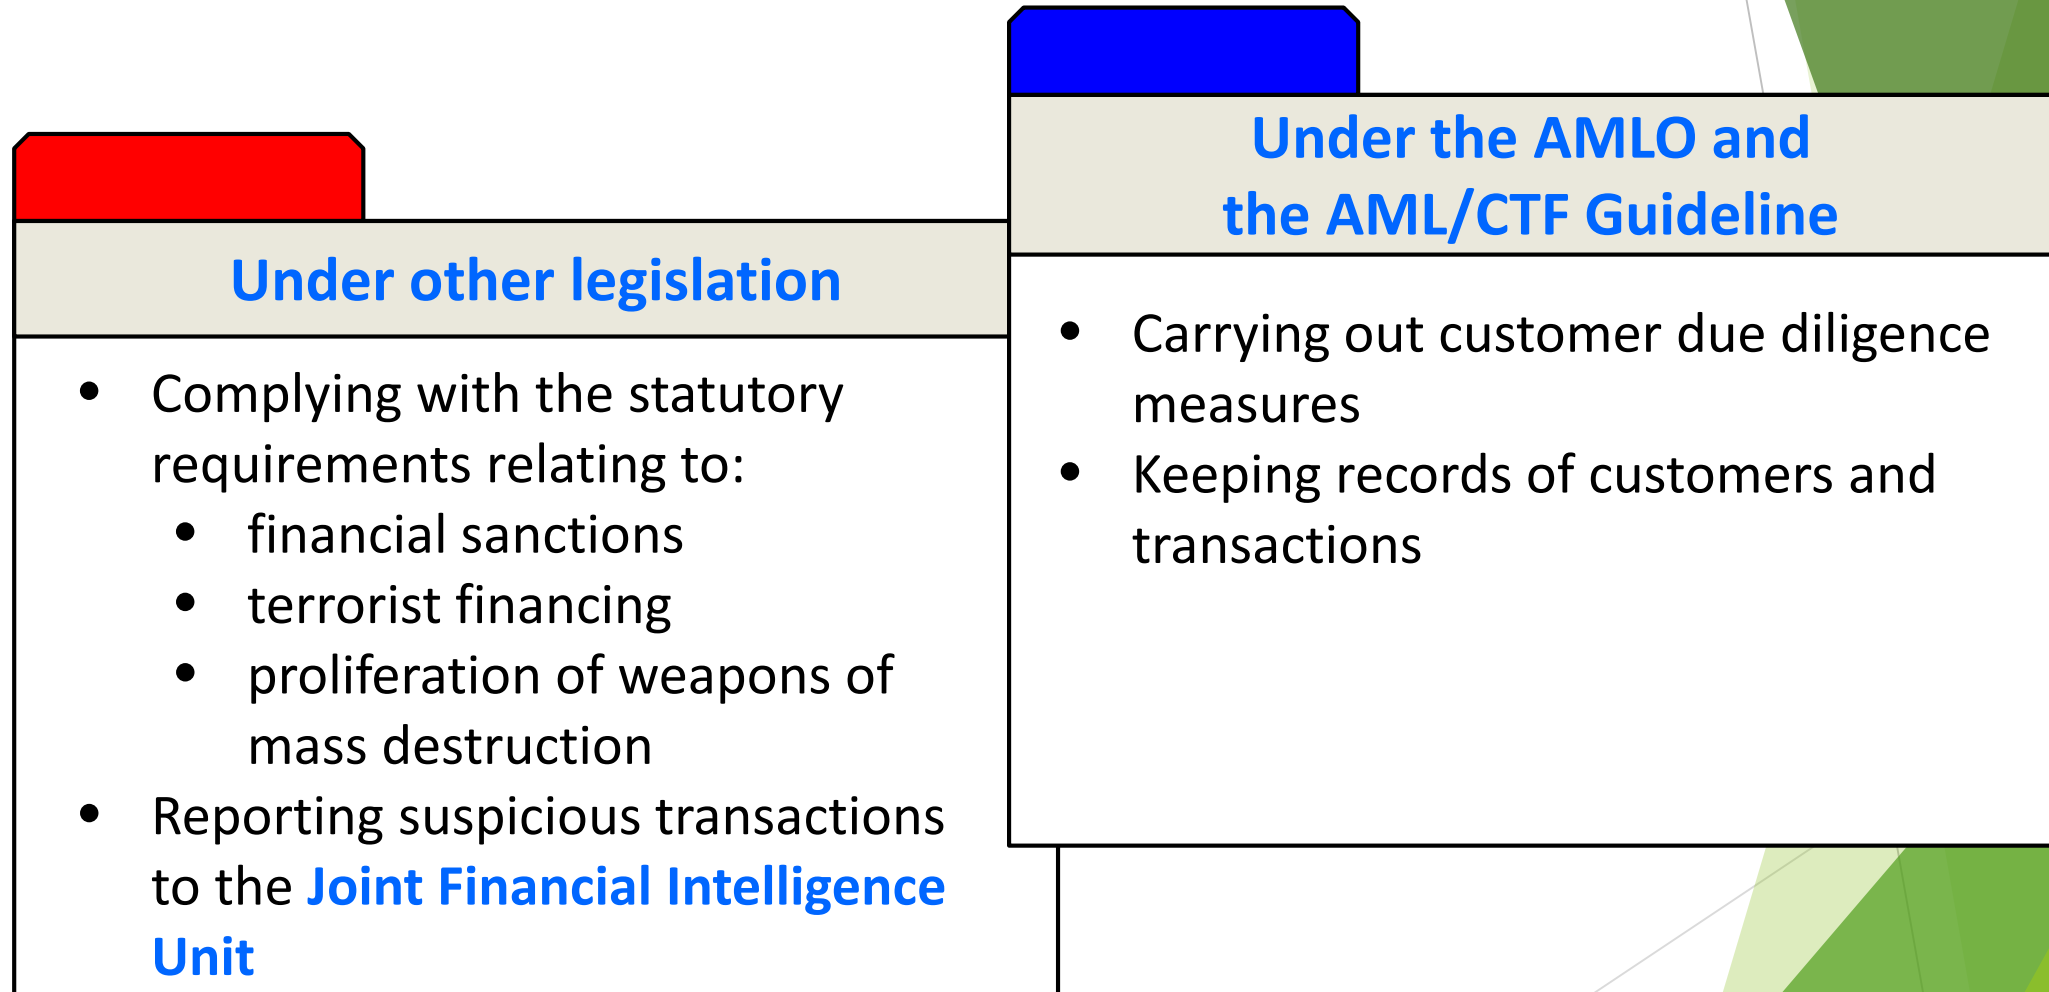 Under other legislation
• Complying with the statutory
requirements relating to:
• financial sanctions
• terrorist financing
• proliferation of weapons of
mass destruction
• Reporting suspicious transactions
to the Joint Financial Intelligence
Unit
Under the AMLO and
the AML/CTF Guideline
• Carrying out customer due diligence
measures
• Keeping records of customers and
transactions